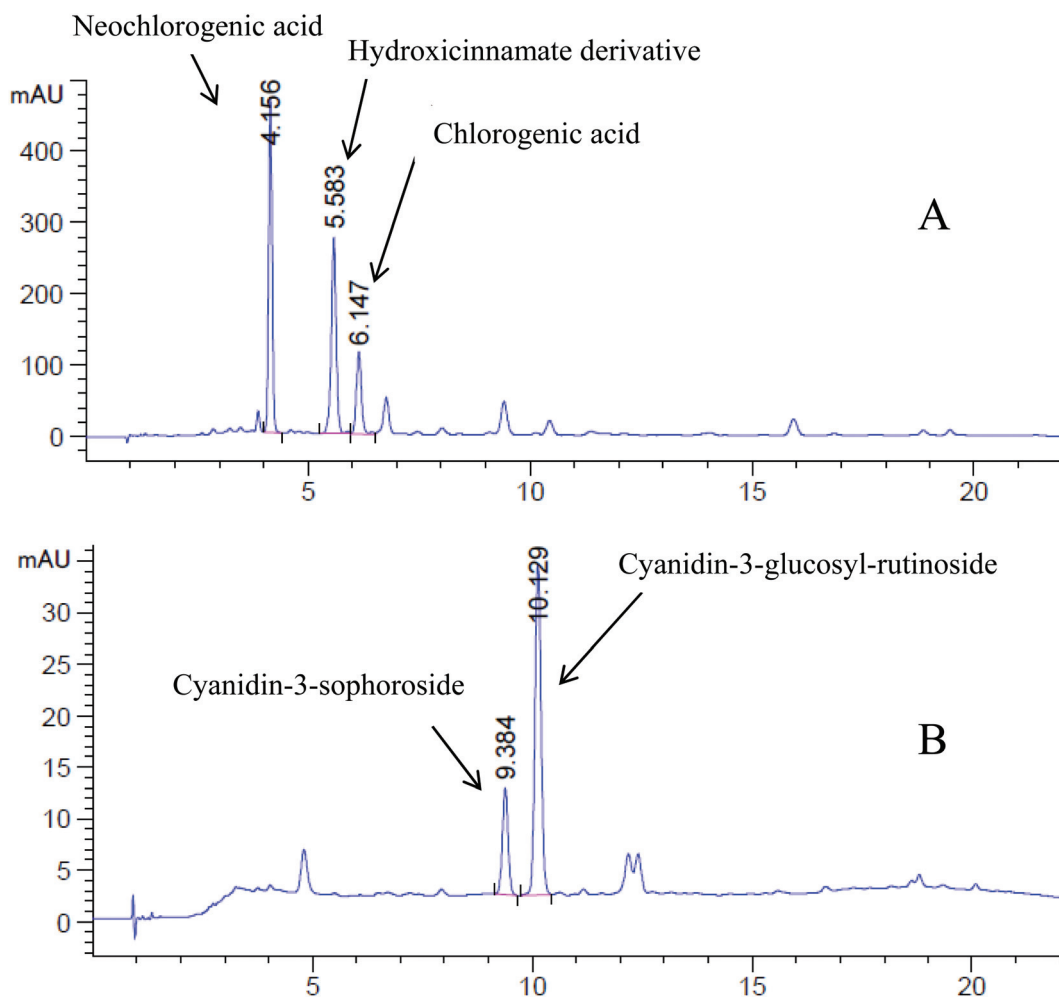 Neochlorogenic acid
Hydroxicinnamate derivative
Chlorogenic acid
mAU
4.156
5.583
6.147
A
400
300
200
100
0
5
10
15
20
mAU
10.129
Cyanidin-3-glucosyl-rutinoside
Cyanidin-3-sophoroside
9.384
B
30
25
20
15
10
5
0
5
10
15
20